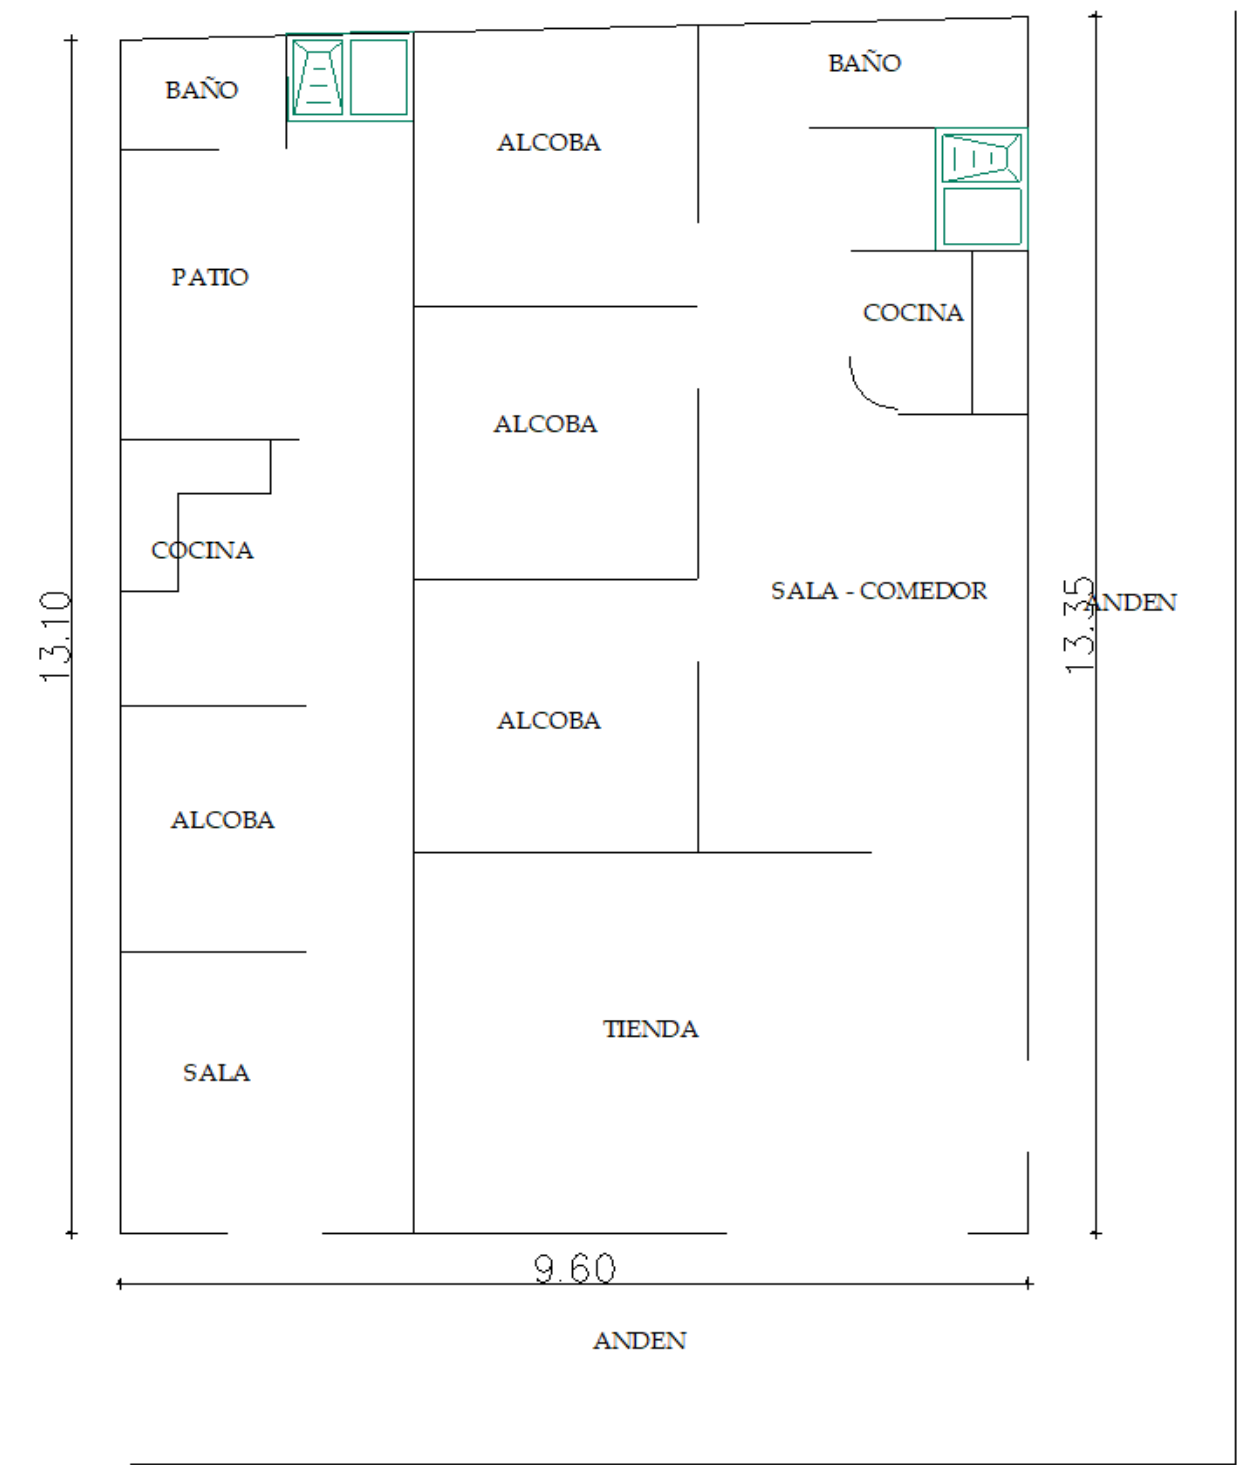 BAÑO
BAÑO
ALCOBA
PATIO
COCINA
ALCOBA
COCINA
SALA - COMEDOR
13.10
13.35
ANDEN
ALCOBA
ALCOBA
TIENDA
SALA
9.60
ANDEN